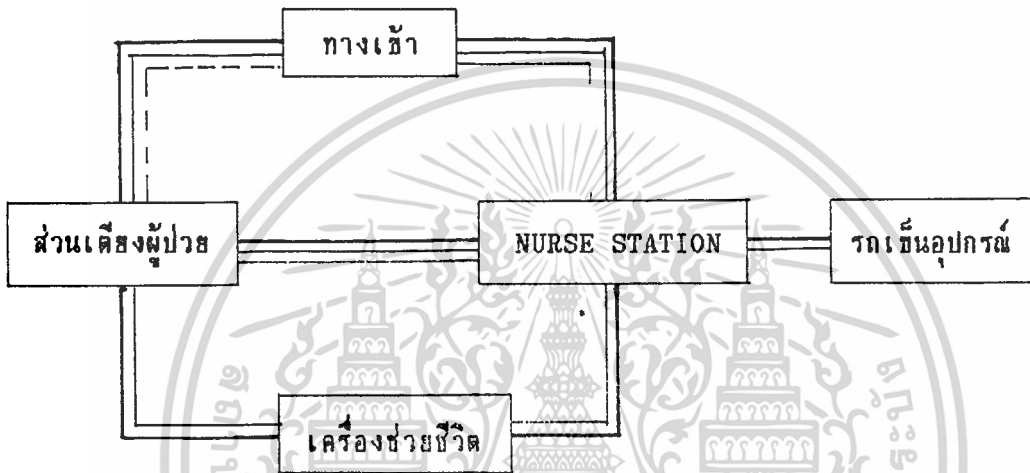 ทางเข้า
ส่วนเตียงผู้ป่วย
NURSE STATION
รถเข็นอุปกรณ์
เครื่องช่วยชีวิต